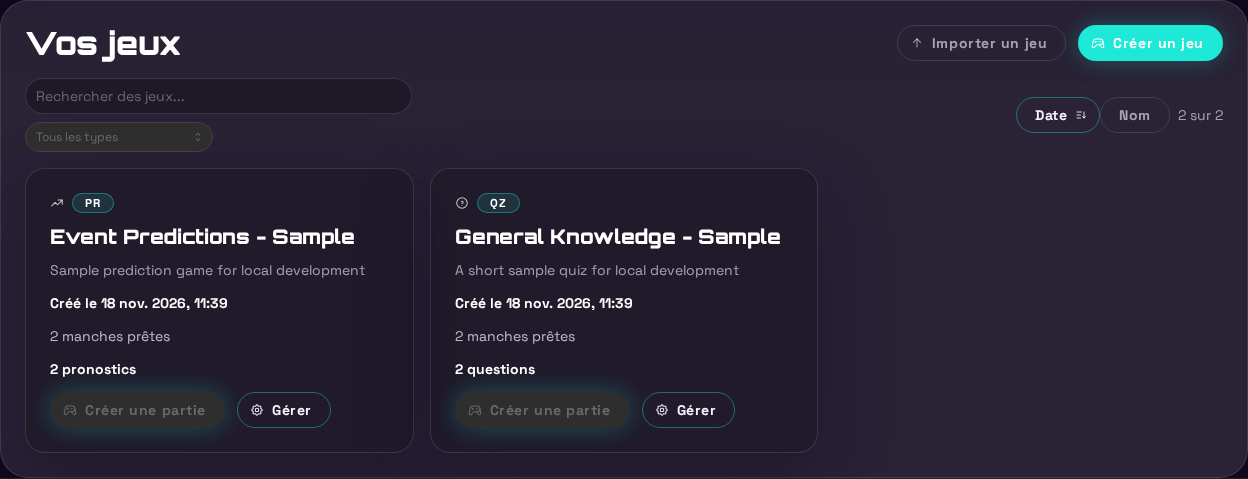 Vos jeux
Importer un jeu
Créer un jeu
Rechercher des jeux...
Tous les types
Date
Nom
2 sur 2
PR
Event Predictions - Sample
Sample prediction game for local development
Créé le 18 nov. 2026, 11:39
2 manches prêtes
2 pronostics
Créer une partie
Gérer
QZ
General Knowledge - Sample
A short sample quiz for local development
Créé le 18 nov. 2026, 11:39
2 manches prêtes
2 questions
Créer une partie
Gérer